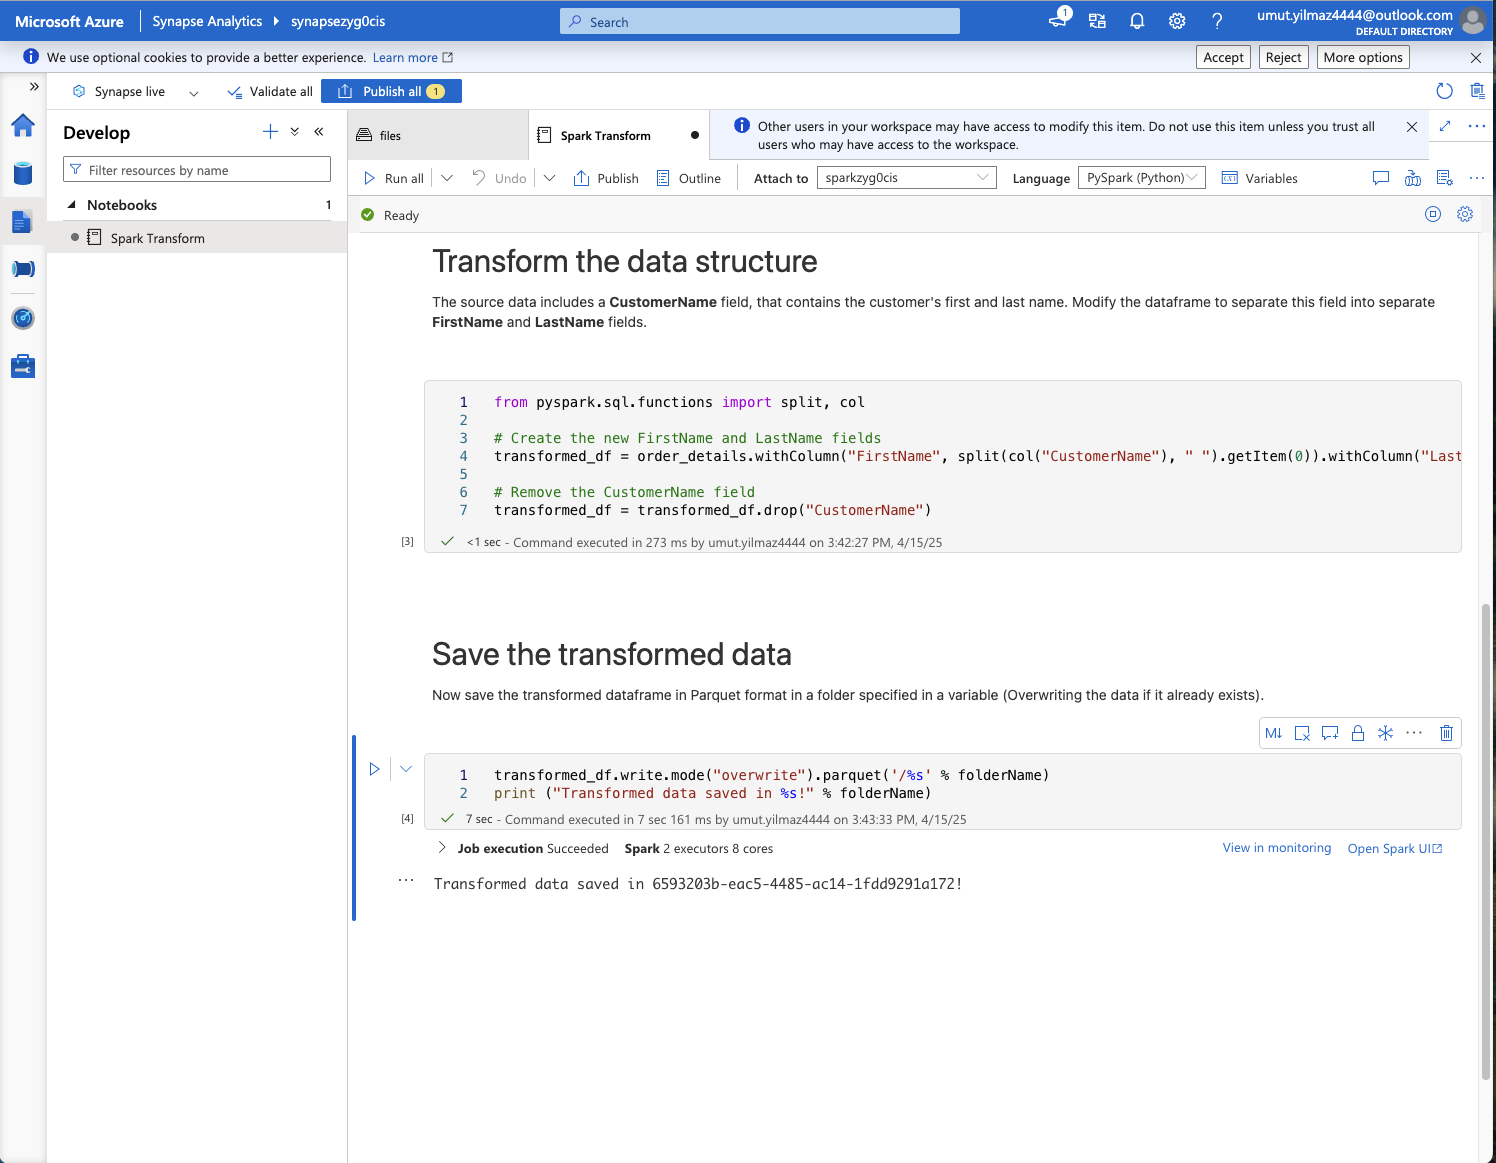 Microsoft Azure
Synapse Analytics
synapsezyg0cis
Search
1
umut.yilmaz4444@outlook.com
DEFAULT DIRECTORY
We use optional cookies to provide a better experience. Learn more
Accept
Reject
More options
Synapse live
Validate all
Publish all 1
Develop
Filter resources by name
Notebooks 1
Spark Transform
files
Spark Transform
Other users in your workspace may have access to modify this item. Do not use this item unless you trust all
users who may have access to the workspace.
Run all
Undo
Publish
Outline
Attach to
sparkzyg0cis
Language
PySpark (Python)
Variables
Ready
Transform the data structure
The source data includes a CustomerName field, that contains the customer's first and last name. Modify the dataframe to separate this field into separate
FirstName and LastName fields.
1 from pyspark.sql.functions import split, col
2
3 # Create the new FirstName and LastName fields
4 transformed_df = order_details.withColumn("FirstName", split(col("CustomerName"), " ").getItem(0)).withColumn("Last
5
6 # Remove the CustomerName field
7 transformed_df = transformed_df.drop("CustomerName")
[3] <1 sec - Command executed in 273 ms by umut.yilmaz4444 on 3:42:27 PM, 4/15/25
Save the transformed data
Now save the transformed dataframe in Parquet format in a folder specified in a variable (Overwriting the data if it already exists).
M↓
1 transformed_df.write.mode("overwrite").parquet('/%s' % folderName)
2 print ("Transformed data saved in %s!" % folderName)
[4] 7 sec - Command executed in 7 sec 161 ms by umut.yilmaz4444 on 3:43:33 PM, 4/15/25
Job execution Succeeded Spark 2 executors 8 cores
View in monitoring
Open Spark UI
Transformed data saved in 6593203b-eac5-4485-ac14-1fdd9291a172!